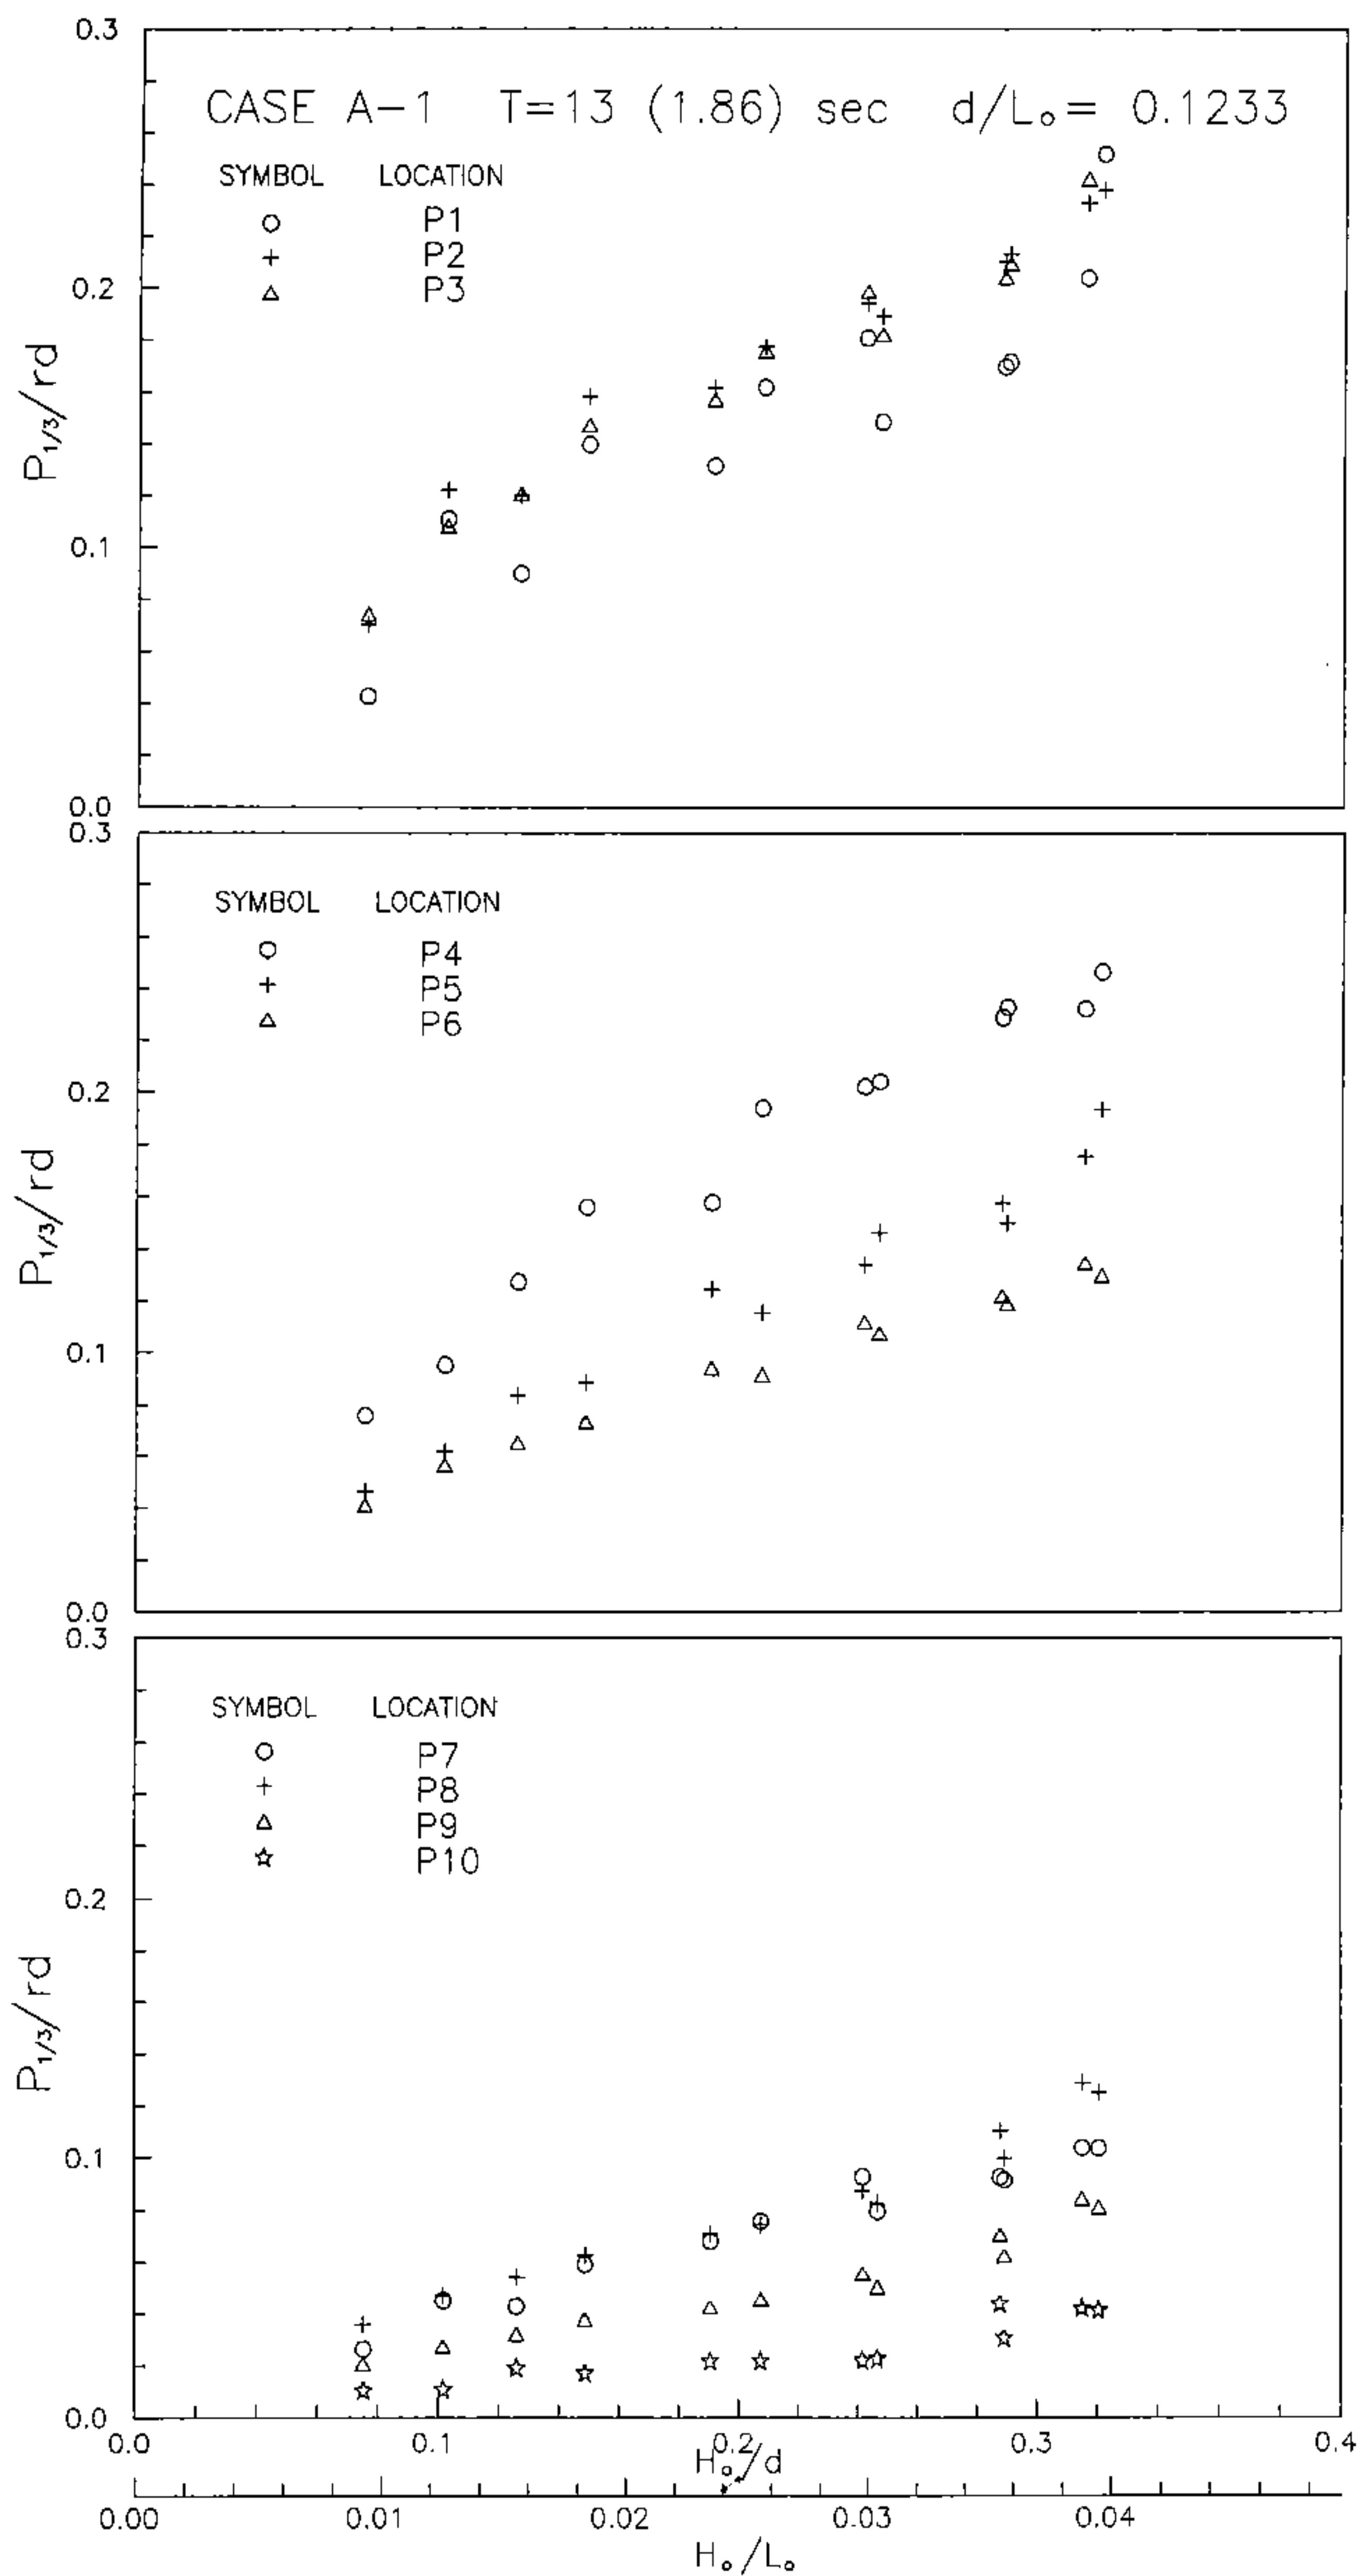 0.3
CASE A-1 T=13 (1.86) sec d/Lₒ= 0.1233
SYMBOL LOCATION
P1
P2
P3
0.2
P₁/₃/rd
0.1
0.0
0.3
SYMBOL LOCATION
P4
P5
P6
0.2
P₁/₃/rd
0.1
0.0
0.3
SYMBOL LOCATION
P7
P8
P9
P10
0.2
P₁/₃/rd
0.1
0.0
0.0 0.1 0.2 0.3 0.4
Hₒ/d
0.00 0.01 0.02 0.03 0.04
Hₒ/Lₒ